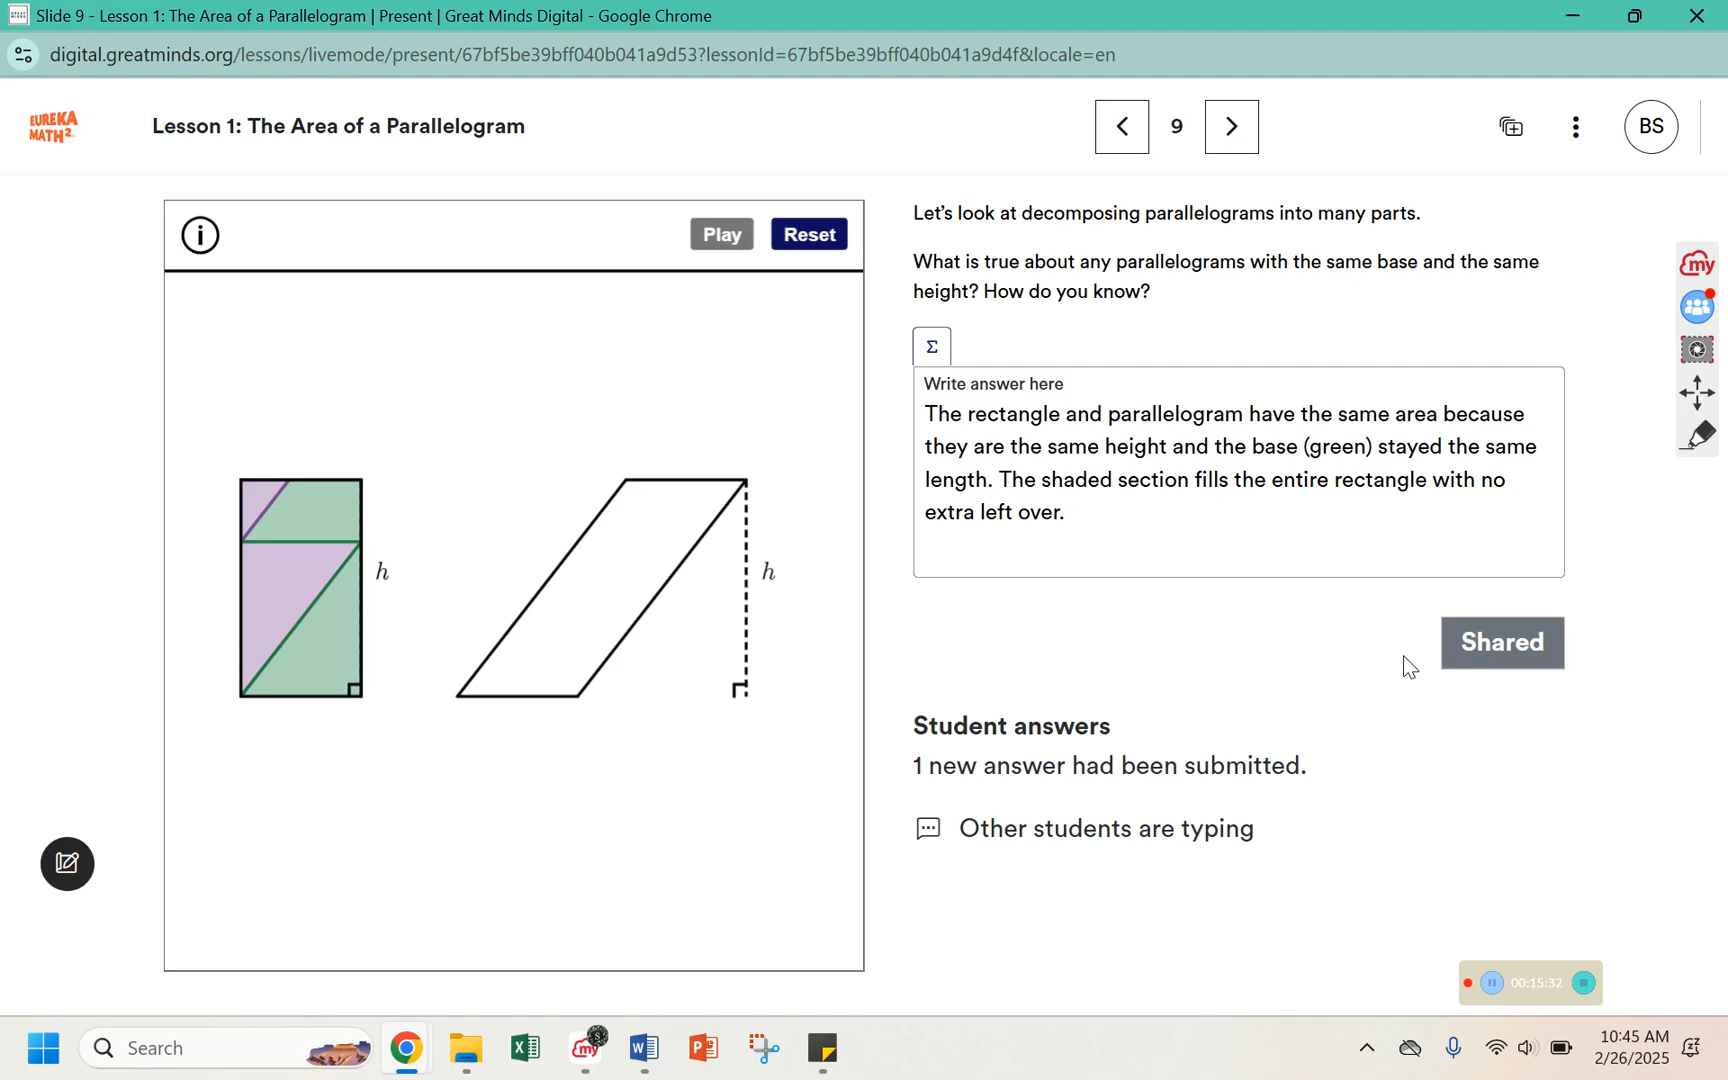 Slide 9 - Lesson 1: The Area of a Parallelogram | Present | Great Minds Digital - Google Chrome
digital.greatminds.org/lessons/livemode/present/67bf5be39bff040b041a9d53?lessonId=67bf5be39bff040b041a9d4f&locale=en
EUREKA
MATH²
Lesson 1: The Area of a Parallelogram
9
BS
i
Play
Reset
Let's look at decomposing parallelograms into many parts.
What is true about any parallelograms with the same base and the same
height? How do you know?
Σ
Write answer here
The rectangle and parallelogram have the same area because
they are the same height and the base (green) stayed the same
length. The shaded section fills the entire rectangle with no
extra left over.
h
h
my
Shared
Student answers
1 new answer had been submitted.
Other students are typing
00:15:32
Search
my
S
10:45 AM
2/26/2025